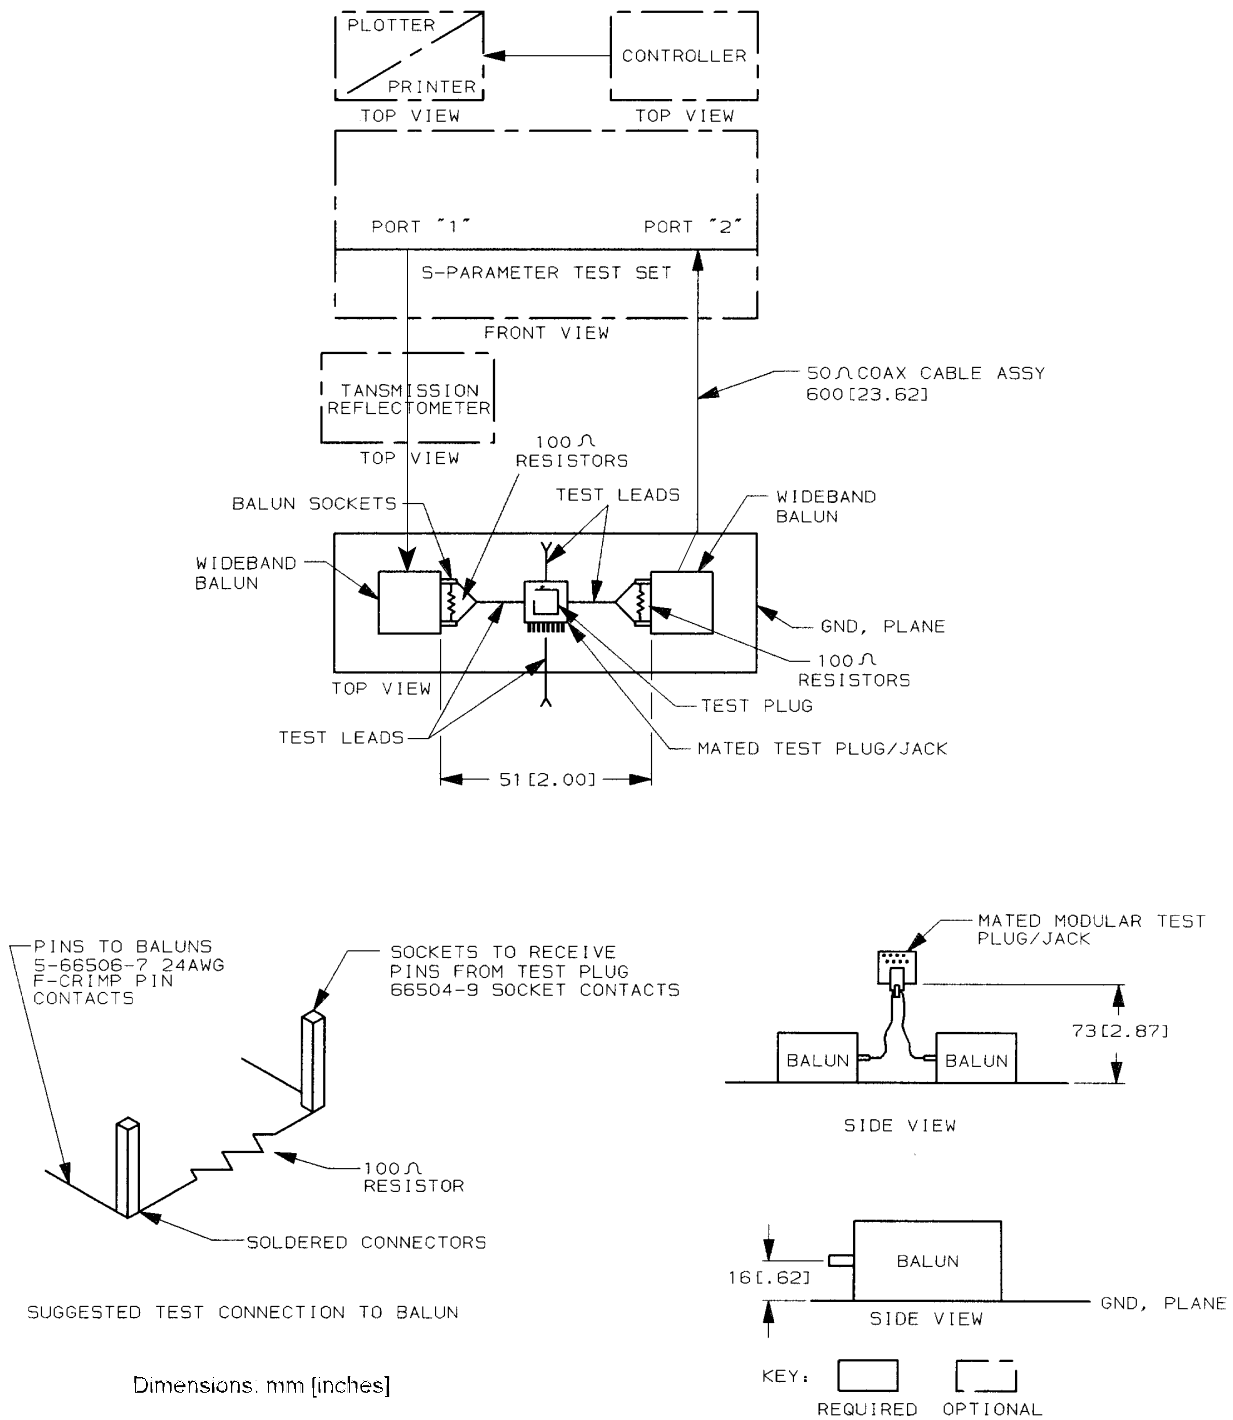 PLOTTER
PRINTER
TOP VIEW
CONTROLLER
TOP VIEW
PORT "1"
PORT "2"
S-PARAMETER TEST SET
FRONT VIEW
TANSMISSION
REFLECTOMETER
TOP VIEW
50Ω COAX CABLE ASSY
600[23.62]
100Ω
RESISTORS
BALUN SOCKETS
TEST LEADS
WIDEBAND
BALUN
WIDEBAND
BALUN
GND, PLANE
100Ω
RESISTORS
TOP VIEW
TEST PLUG
TEST LEADS
MATED TEST PLUG/JACK
51[2.00]
PINS TO BALUNS
5-66506-7 24AWG
F-CRIMP PIN
CONTACTS
SOCKETS TO RECEIVE
PINS FROM TEST PLUG
66504-9 SOCKET CONTACTS
100Ω
RESISTOR
SOLDERED CONNECTORS
SUGGESTED TEST CONNECTION TO BALUN
MATED MODULAR TEST
PLUG/JACK
73[2.87]
BALUN
BALUN
SIDE VIEW
BALUN
16[.62]
GND, PLANE
SIDE VIEW
Dimensions: mm [inches]
KEY:
REQUIRED
OPTIONAL